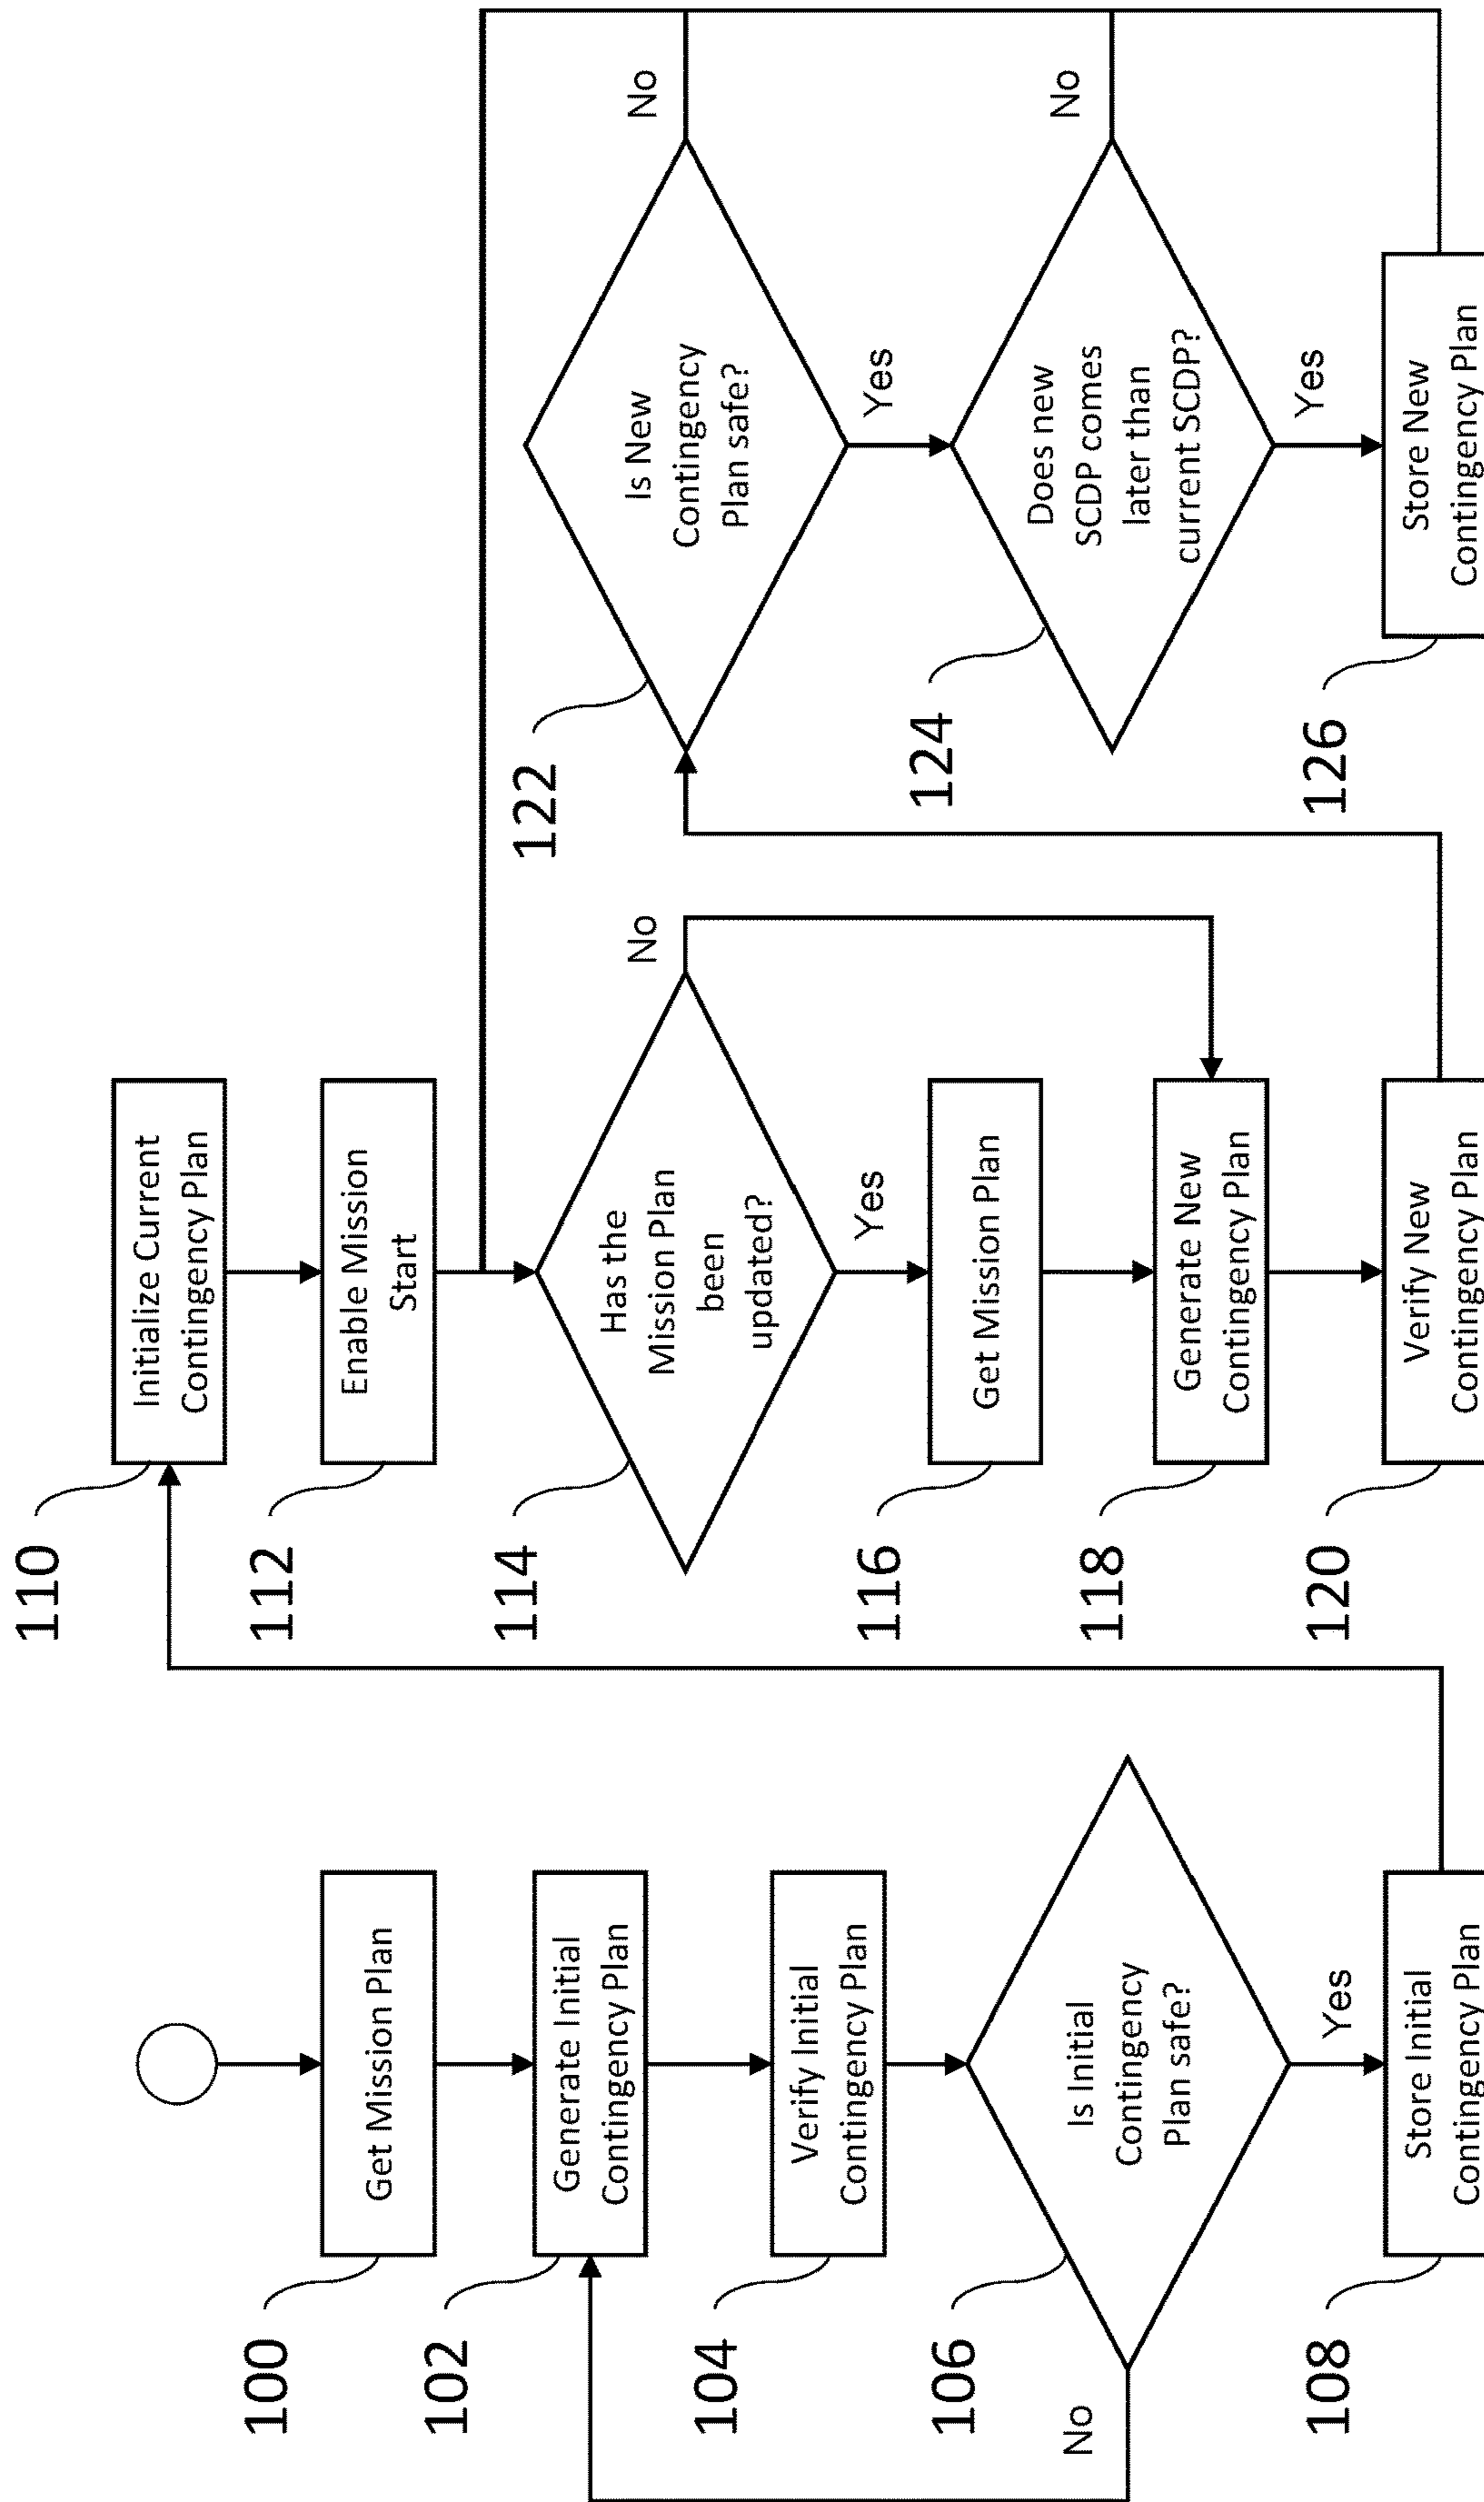 100
Get Mission Plan
102
Generate Initial
Contingency Plan
104
Verify Initial
Contingency Plan
106
Is Initial
Contingency
Plan safe?
No
Yes
108
Store Initial
Contingency Plan
110
Initialize Current
Contingency Plan
112
Enable Mission
Start
114
Has the
Mission Plan
been
updated?
No
Yes
116
Get Mission Plan
118
Generate New
Contingency Plan
120
Verify New
Contingency Plan
122
Is New
Contingency
Plan safe?
No
Yes
124
Does new
SCDP comes
later than
current SCDP?
No
Yes
126
Store New
Contingency Plan